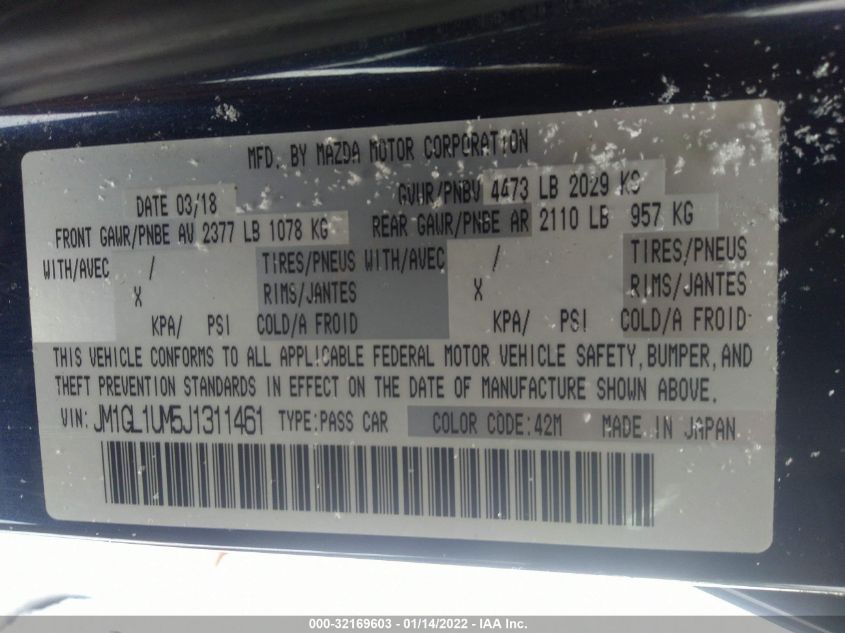 MFD. BY MAZDA MOTOR CORPORATION
DATE 03/18 GVWR/PNBV 4473 LB 2029 KG
FRONT GAWR/PNBE AV 2377 LB 1078 KG REAR GAWR/PNBE AR 2110 LB 957 KG
WITH/AVEC / TIRES/PNEUS WITH/AVEC / TIRES/PNEUS
X RIMS/JANTES X RIMS/JANTES
KPA/ PSI COLD/A FROID KPA/ PSI COLD/A FROID
THIS VEHICLE CONFORMS TO ALL APPLICABLE FEDERAL MOTOR VEHICLE SAFETY, BUMPER, AND
THEFT PREVENTION STANDARDS IN EFFECT ON THE DATE OF MANUFACTURE SHOWN ABOVE.
VIN: JM1GL1UM5J1311461 TYPE: PASS CAR COLOR CODE: 42M MADE IN JAPAN
000-32169603 - 01/14/2022 - IAA Inc.